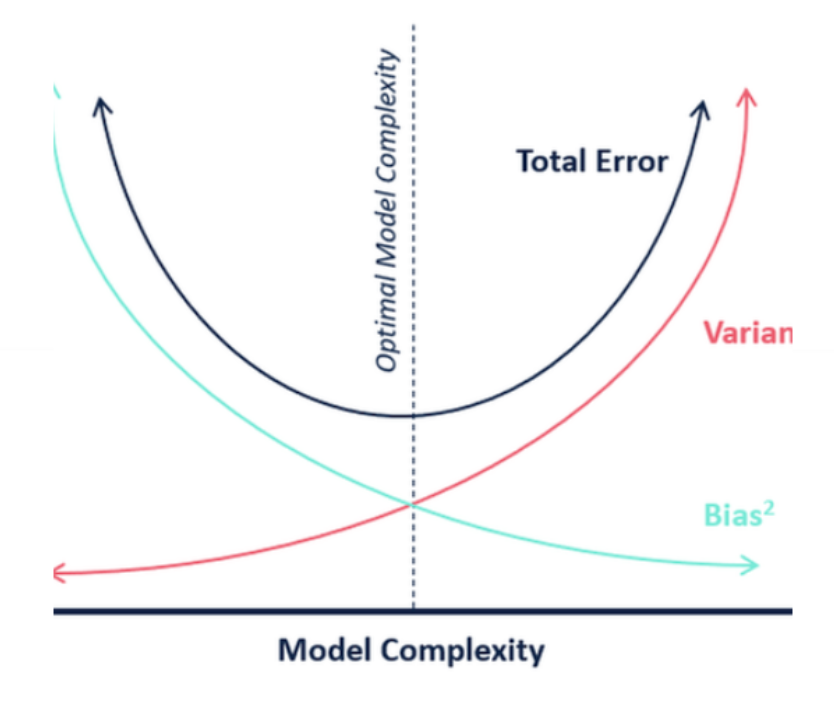 Optimal Model Complexity
Total Error
Varian
Bias²
Model Complexity